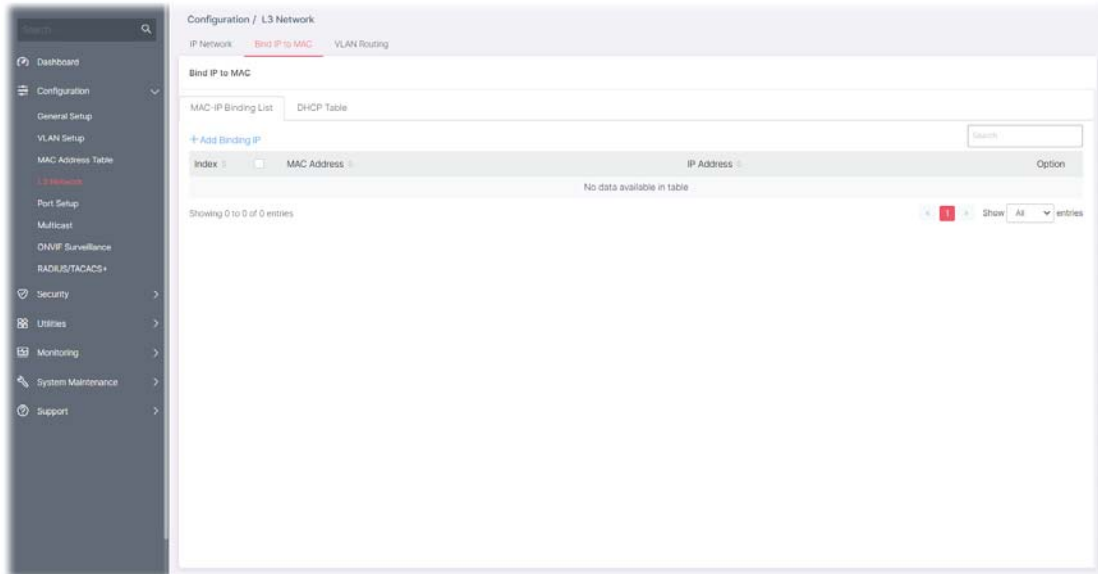 Search
Dashboard
Configuration
General Setup
VLAN Setup
MAC Address Table
L3 Network
Port Setup
Multicast
ONVIF Surveillance
RADIUS/TACACS+
Security
Utilities
Monitoring
System Maintenance
Support
Configuration / L3 Network
IP Network Bind IP to MAC VLAN Routing
Bind IP to MAC
MAC-IP Binding List DHCP Table
+ Add Binding IP
Search
Index MAC Address IP Address Option
No data available in table
Showing 0 to 0 of 0 entries
1 Show All entries